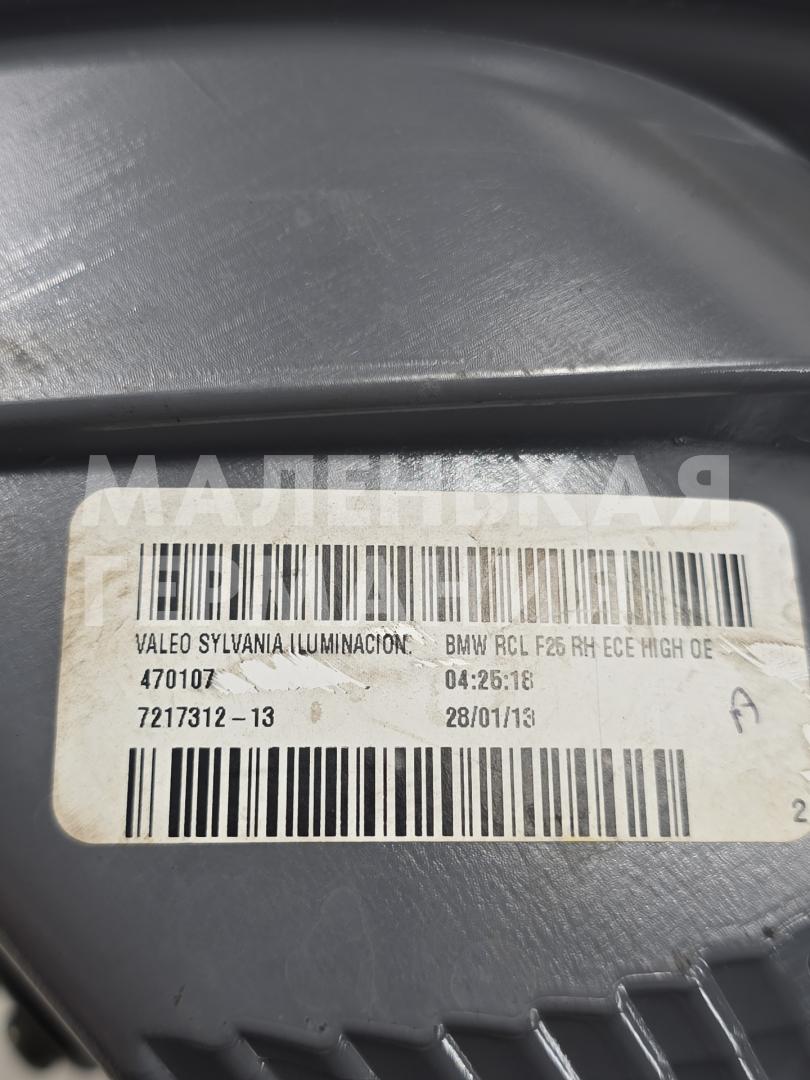 МАЛЕНЬКАЯ
ГЕРМАНИЯ
VALEO SYLVANIA ILUMINACION. BMW RCL F25 RH ECE HIGH OE
470107 04:25:18
7217312-13 28/01/13
A
2